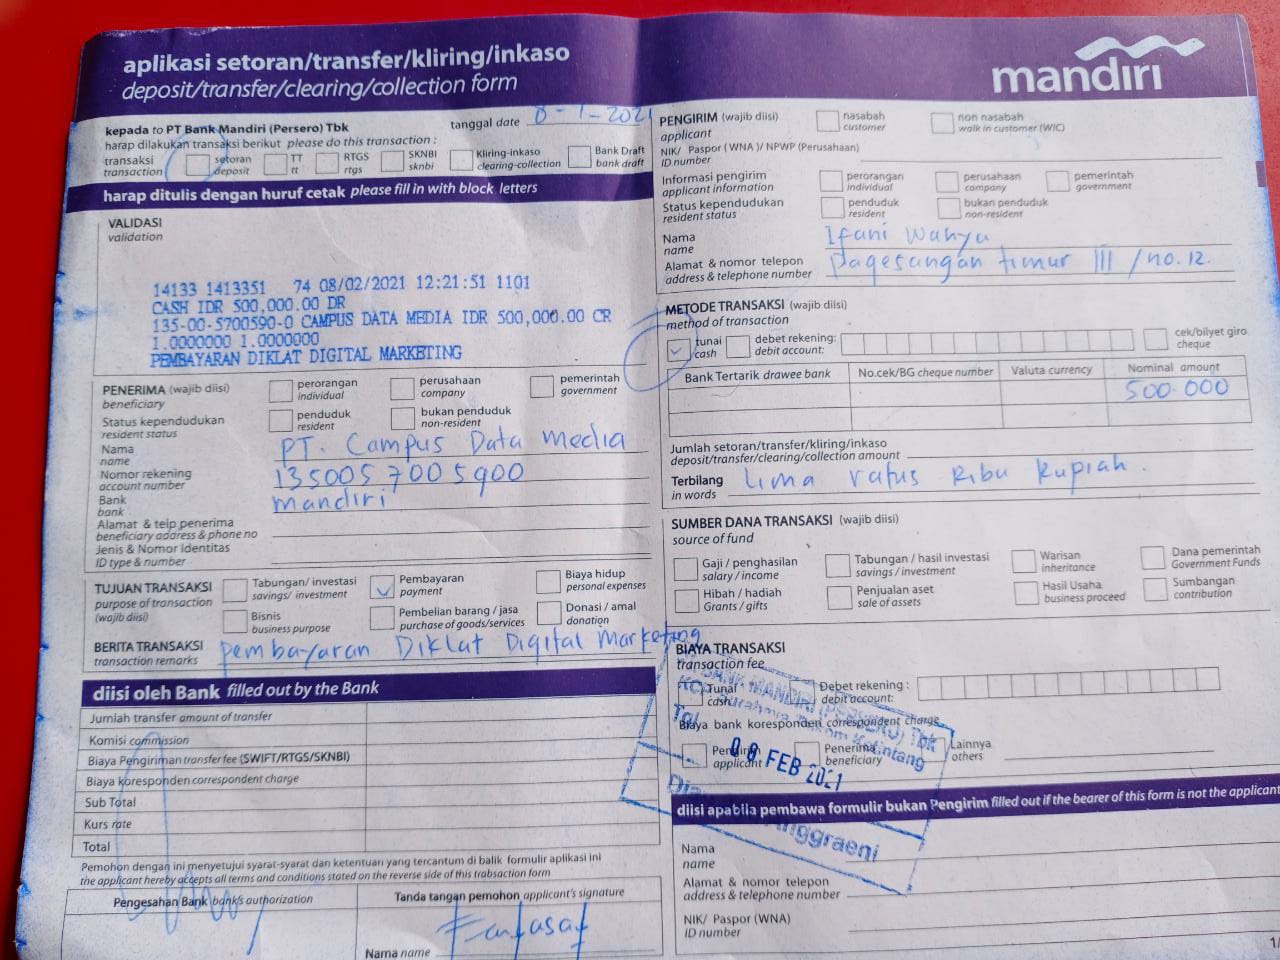 aplikasi setoran/transfer/kliring/inkaso
deposit/transfer/clearing/collection form
mandiri
kepada to PT Bank Mandiri (Persero) Tbk
tanggal date 8-1-2021
harap dilakukan transaksi berikut please do this transaction :
transaksi
transaction
setoran
deposit
TT
tt
RTGS
rtgs
SKNBI
sknbi
Kliring-inkaso
clearing-collection
Bank Draft
bank draft
harap ditulis dengan huruf cetak please fill in with block letters
VALIDASI
validation
14133 1413351 74 08/02/2021 12:21:51 1101
CASH IDR 500,000.00 DR
135-00-5700590-0 CAMPUS DATA MEDIA IDR 500,000.00 CR
1.0000000 1.0000000
PEMBAYARAN DIKLAT DIGITAL MARKETING
PENERIMA (wajib diisi)
beneficiary
perorangan
individual
perusahaan
company
pemerintah
government
Status kependudukan
resident status
penduduk
resident
bukan penduduk
non-resident
Nama
name
PT. Campus Data Media
Nomor rekening
account number
1350057005900
Bank
bank
mandiri
Alamat & telp penerima
beneficiary address & phone no
Jenis & Nomor Identitas
ID type & number
TUJUAN TRANSAKSI
purpose of transaction
(wajib diisi)
Tabungan/ investasi
savings/ investment
Pembayaran
payment
Biaya hidup
personal expenses
Bisnis
business purpose
Pembelian barang / jasa
purchase of goods/services
Donasi / amal
donation
BERITA TRANSAKSI
transaction remarks
pembayaran Diklat Digital Marketing
diisi oleh Bank filled out by the Bank
Jumlah transfer amount of transfer
Komisi commission
Biaya Pengiriman transfer fee (SWIFT/RTGS/SKNBI)
Biaya koresponden correspondent charge
Sub Total
Kurs rate
Total
Pemohon dengan ini menyetujui syarat-syarat dan ketentuan yang tercantum di balik formulir aplikasi ini
the applicant hereby accepts all terms and conditions stated on the reverse side of this trabsaction form
Pengesahan Bank bank's authorization
Tanda tangan pemohon applicant's signature
Nama name
PENGIRIM (wajib diisi)
applicant
nasabah
customer
non nasabah
walk in customer (WIC)
NIK/ Paspor ( WNA )/ NPWP (Perusahaan)
ID number
Informasi pengirim
applicant information
perorangan
individual
perusahaan
company
pemerintah
government
Status kependudukan
resident status
penduduk
resident
bukan penduduk
non-resident
Nama
name
Ifani Wahyu
Alamat & nomor telepon
address & telephone number
Pagesangan timur III / no. 12.
METODE TRANSAKSI (wajib diisi)
method of transaction
tunai
cash
debet rekening:
debit account:
cek/bilyet giro
cheque
Bank Tertarik drawee bank
No.cek/BG cheque number
Valuta currency
Nominal amount
500.000
Jumlah setoran/transfer/kliring/inkaso
deposit/transfer/clearing/collection amount
Terbilang
in words
lima ratus Ribu Rupiah.
SUMBER DANA TRANSAKSI (wajib diisi)
source of fund
Gaji / penghasilan
salary / income
Tabungan / hasil investasi
savings / investment
Warisan
inheritance
Dana pemerintah
Government Funds
Hibah / hadiah
Grants / gifts
Penjualan aset
sale of assets
Hasil Usaha
business proceed
Sumbangan
contribution
BIAYA TRANSAKSI
transaction fee
Tunai
cash
Debet rekening :
debit account:
Biaya bank koresponden correspondent charge
Pengirim
applicant
Penerima
beneficiary
Lainnya
others
BANK MANDIRI (PERSERO) Tbk
08 FEB 2021
Anggraeni
diisi apabila pembawa formulir bukan Pengirim filled out if the bearer of this form is not the applicant
Nama
name
Alamat & nomor telepon
address & telephone number
NIK/ Paspor (WNA)
ID number
1/